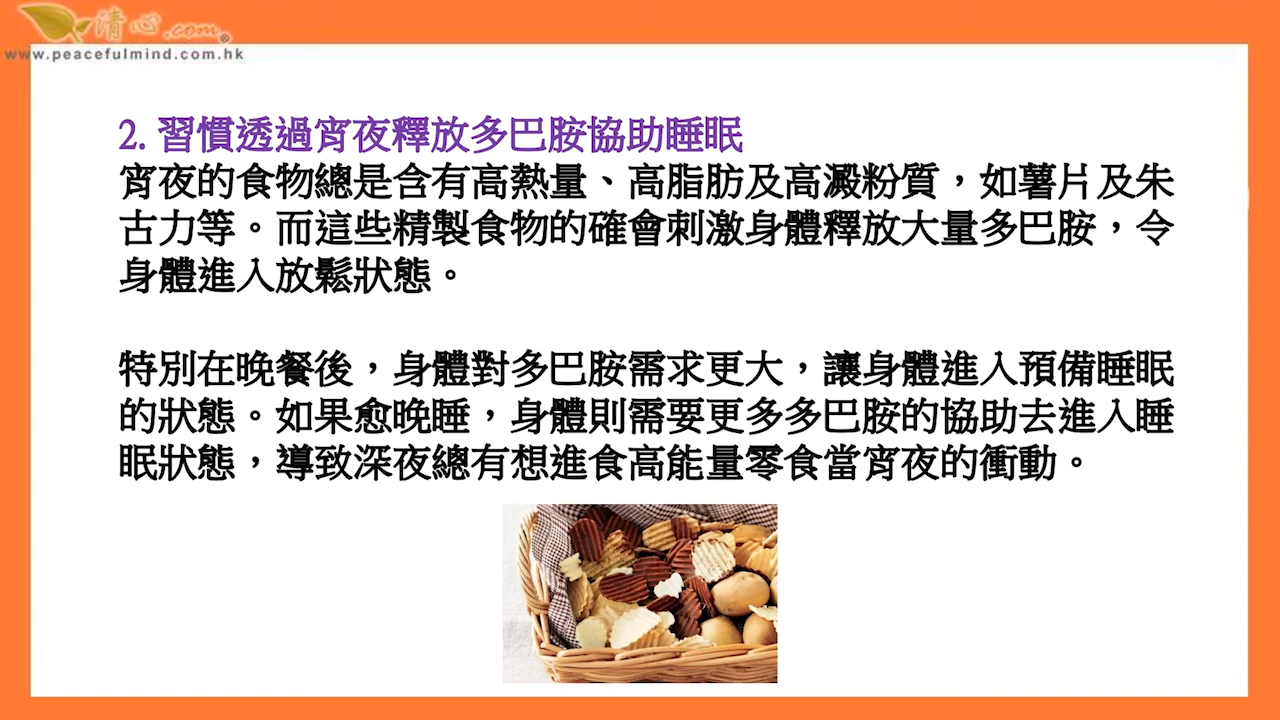 清心.com®
www.peacefulmind.com.hk
2. 習慣透過宵夜釋放多巴胺協助睡眠
宵夜的食物總是含有高熱量、高脂肪及高澱粉質，如薯片及朱
古力等。而這些精製食物的確會刺激身體釋放大量多巴胺，令
身體進入放鬆狀態。
特別在晚餐後，身體對多巴胺需求更大，讓身體進入預備睡眠
的狀態。如果愈晚睡，身體則需要更多多巴胺的協助去進入睡
眠狀態，導致深夜總有想進食高能量零食當宵夜的衝動。